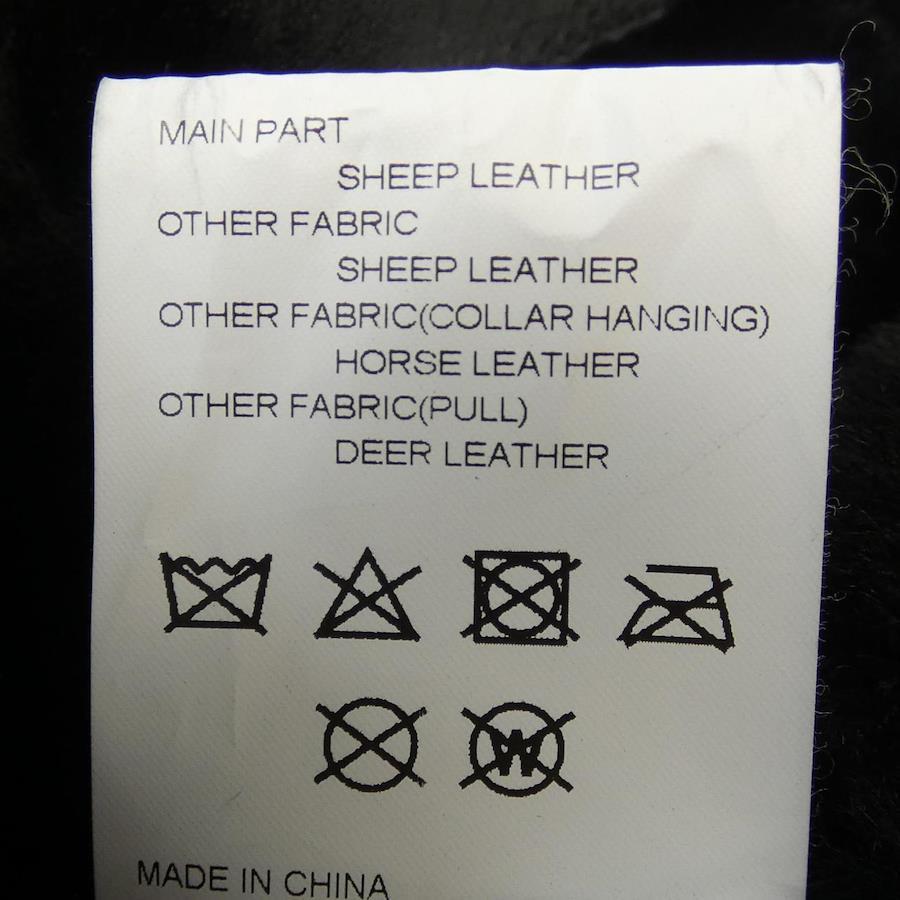 MAIN PART
SHEEP LEATHER
OTHER FABRIC
SHEEP LEATHER
OTHER FABRIC(COLLAR HANGING)
HORSE LEATHER
OTHER FABRIC(PULL)
DEER LEATHER
W
MADE IN CHINA